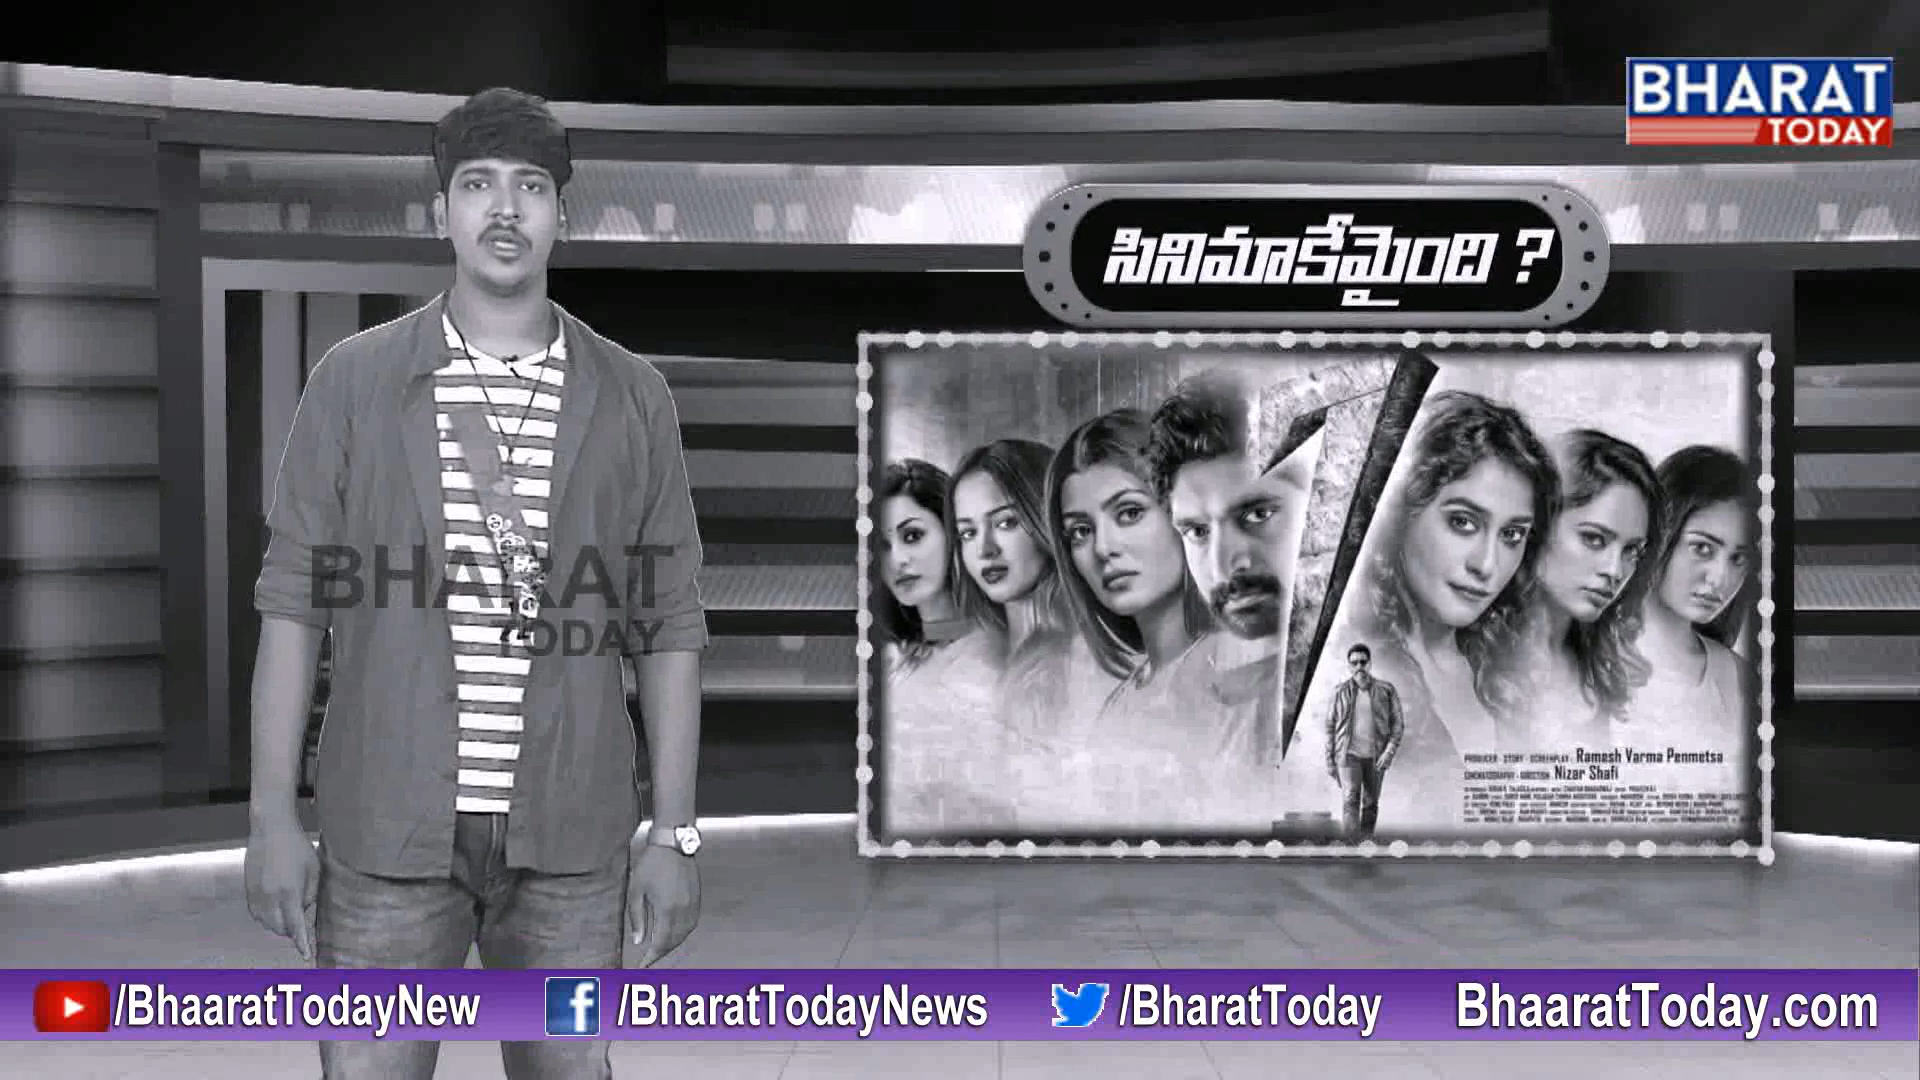 BHARAT
TODAY
సినిమాకేమైంది ?
BHARAT
TODAY
PRODUCER - STORY - SCREENPLAY - Ramesh Varma Penmetsa
CINEMATOGRAPHY - DIRECTION - Nizar Shafi
/BhaaratTodayNew
/BharatTodayNews
/BharatToday
BhaaratToday.com